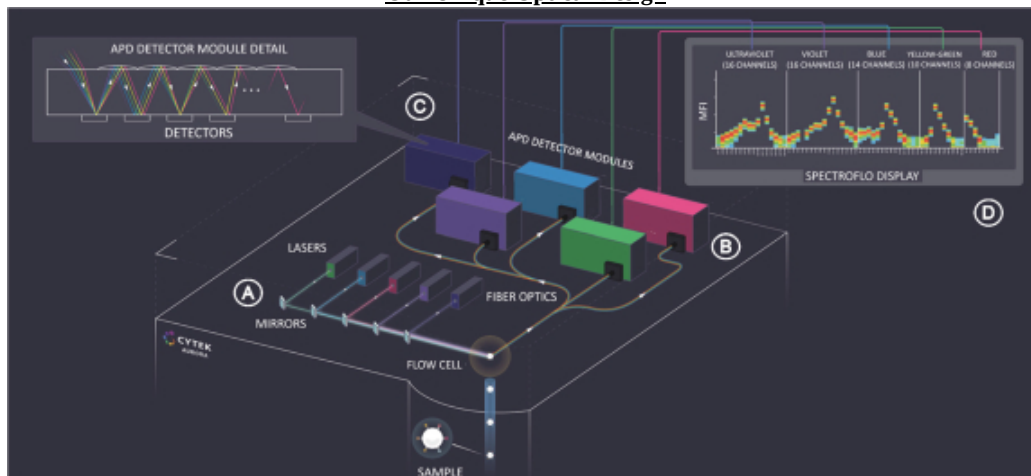 APD DETECTOR MODULE DETAIL
DETECTORS
C
APD DETECTOR MODULES
ULTRAVIOLET
(16 CHANNELS)
VIOLET
(16 CHANNELS)
BLUE
(14 CHANNELS)
YELLOW-GREEN
(10 CHANNELS)
RED
(8 CHANNELS)
MFI
SPECTROFLO DISPLAY
D
B
LASERS
A
FIBER OPTICS
MIRRORS
CYTEK
AURORA
FLOW CELL
SAMPLE